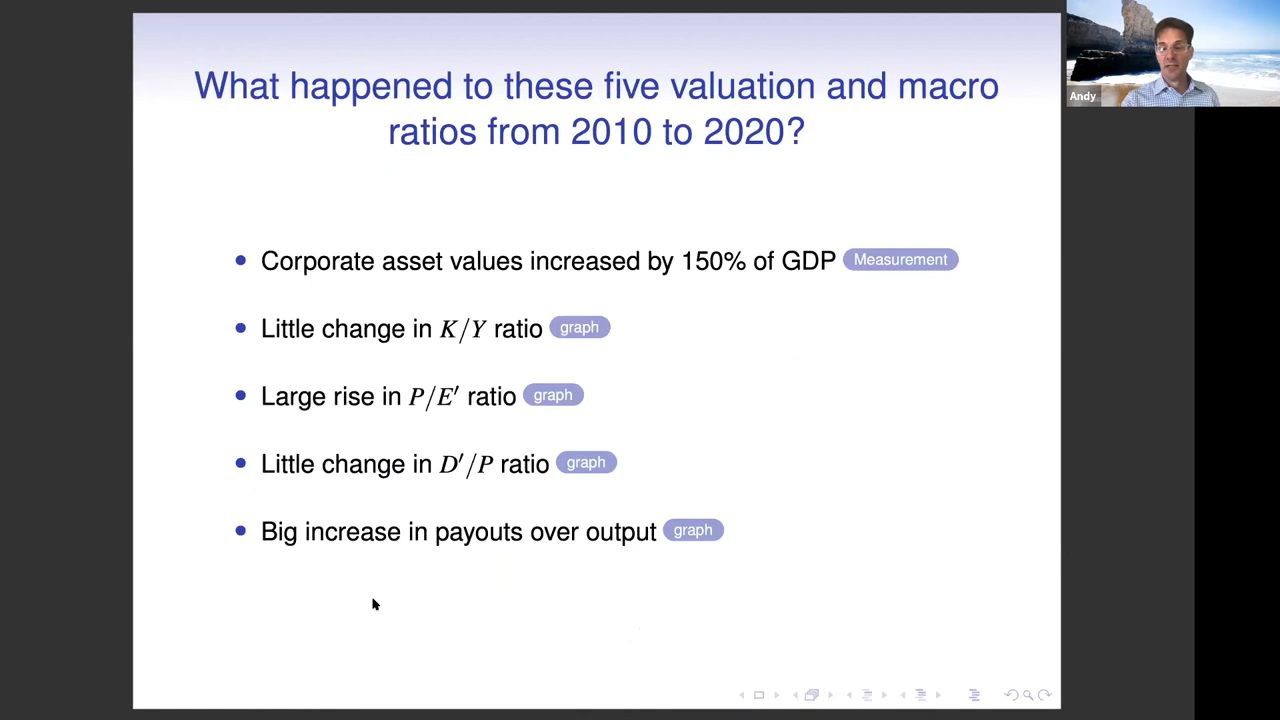 What happened to these five valuation and macro
ratios from 2010 to 2020?
Andy
• Corporate asset values increased by 150% of GDP Measurement
• Little change in K/Y ratio graph
• Large rise in P/E′ ratio graph
• Little change in D′/P ratio graph
• Big increase in payouts over output graph